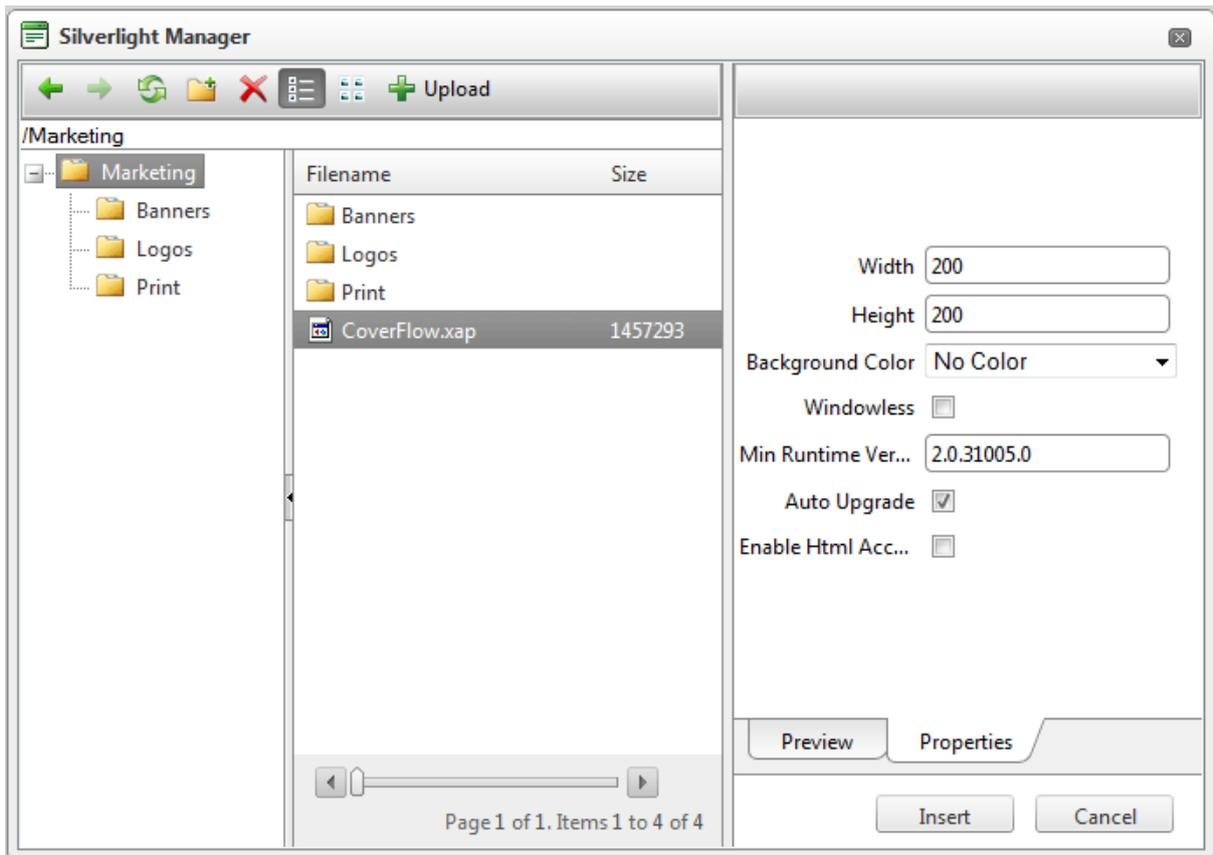 Silverlight Manager
Upload
/Marketing
Marketing
Banners
Logos
Print
Filename Size
Banners
Logos
Print
CoverFlow.xap 1457293
Page 1 of 1. Items 1 to 4 of 4
Width 200
Height 200
Background Color No Color
Windowless
Min Runtime Ver... 2.0.31005.0
Auto Upgrade
Enable Html Acc...
Preview Properties
Insert Cancel